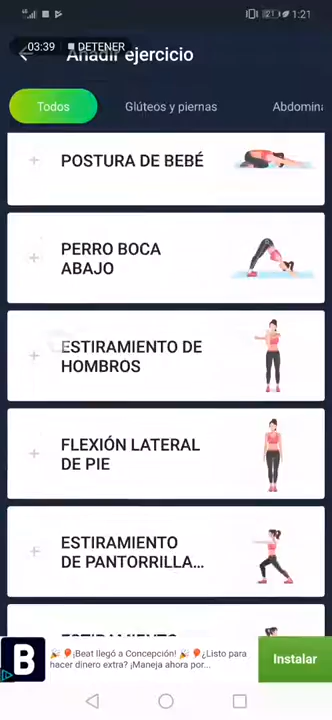 1:21
03:39 DETENER
Añadir ejercicio
Todos
Glúteos y piernas
Abdomin
POSTURA DE BEBÉ
PERRO BOCA
ABAJO
ESTIRAMIENTO DE
HOMBROS
FLEXIÓN LATERAL
DE PIE
ESTIRAMIENTO
DE PANTORRILLA...
ESTIRAMIENTO
B
🎉🎈¡Beat llegó a Concepción! 🎉🎈¿Listo para
hacer dinero extra? ¡Maneja ahora por...
Instalar